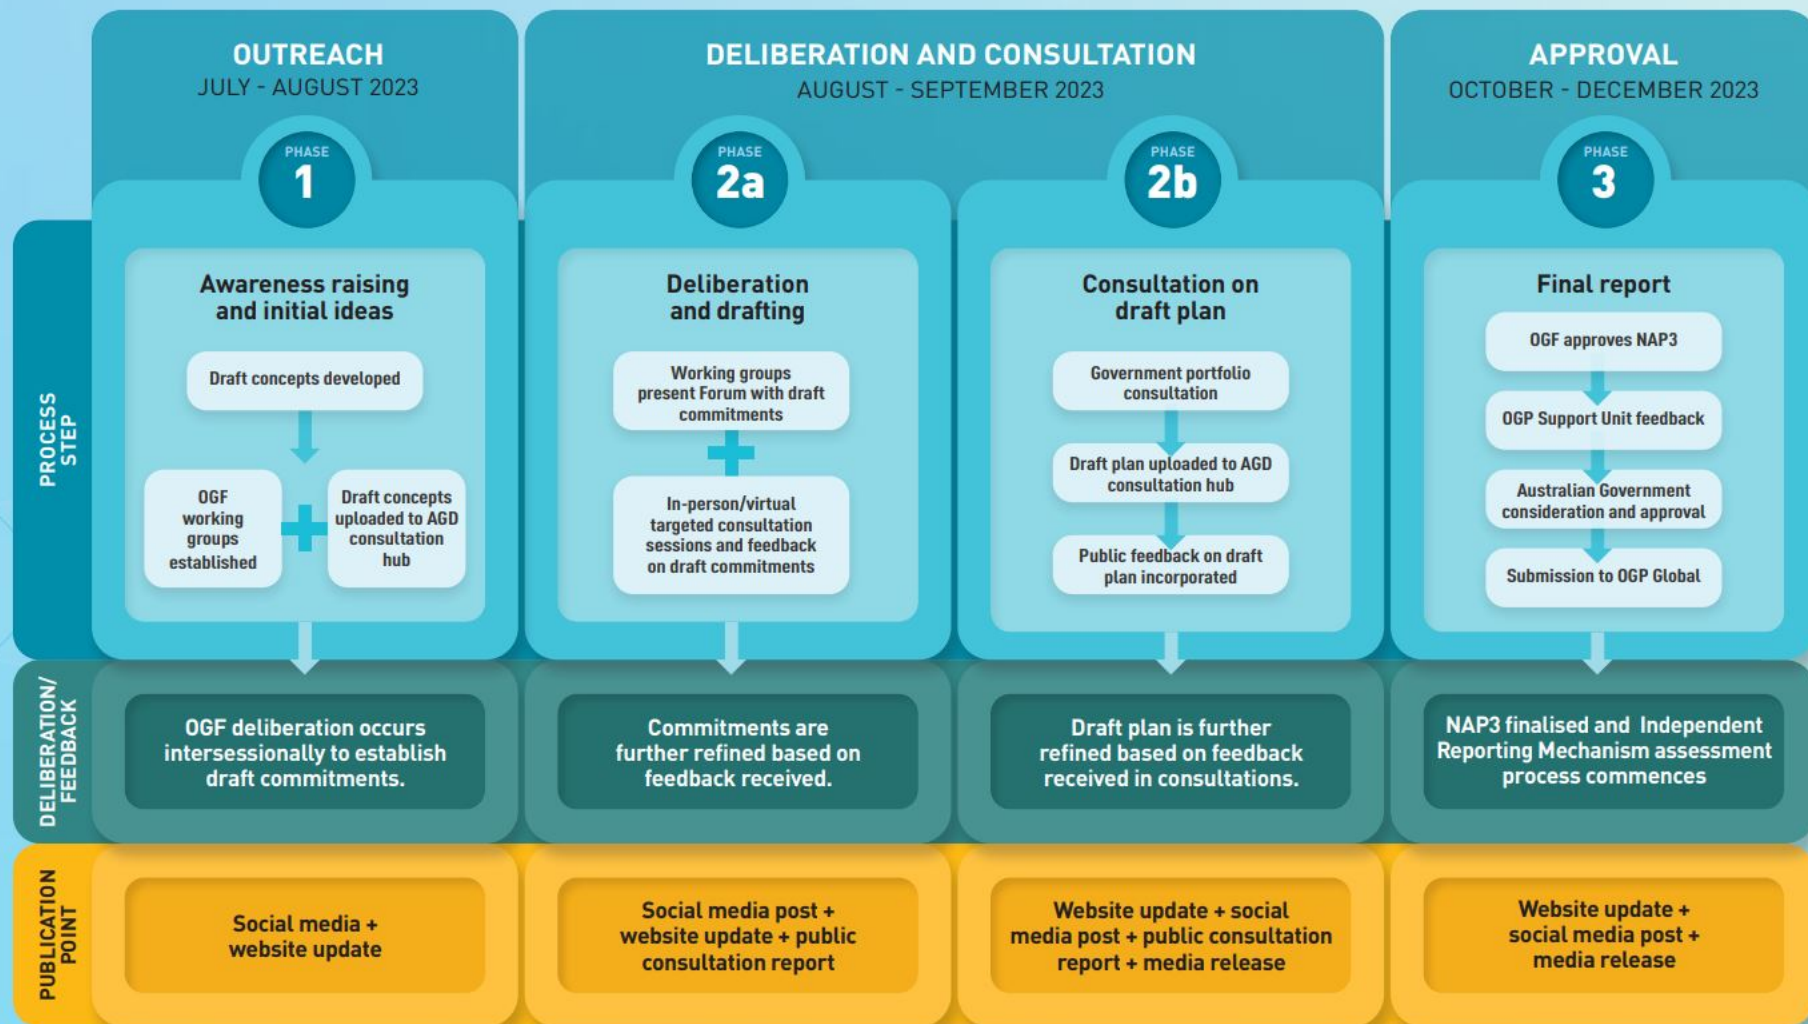 OUTREACH
JULY - AUGUST 2023
DELIBERATION AND CONSULTATION
AUGUST - SEPTEMBER 2023
APPROVAL
OCTOBER - DECEMBER 2023
PHASE
1
PHASE
2a
PHASE
2b
PHASE
3
PROCESS
STEP
Awareness raising
and initial ideas
Draft concepts developed
OGF
working
groups
established
Draft concepts
uploaded to AGD
consultation
hub
Deliberation
and drafting
Working groups
present Forum with draft
commitments
In-person/virtual
targeted consultation
sessions and feedback
on draft commitments
Consultation on
draft plan
Government portfolio
consultation
Draft plan uploaded to AGD
consultation hub
Public feedback on draft
plan incorporated
Final report
OGF approves NAP3
OGP Support Unit feedback
Australian Government
consideration and approval
Submission to OGP Global
DELIBERATION/
FEEDBACK
OGF deliberation occurs
intersessionally to establish
draft commitments.
Commitments are
further refined based on
feedback received.
Draft plan is further
refined based on feedback
received in consultations.
NAP3 finalised and Independent
Reporting Mechanism assessment
process commences
PUBLICATION
POINT
Social media +
website update
Social media post +
website update + public
consultation report
Website update + social
media post + public consultation
report + media release
Website update +
social media post +
media release